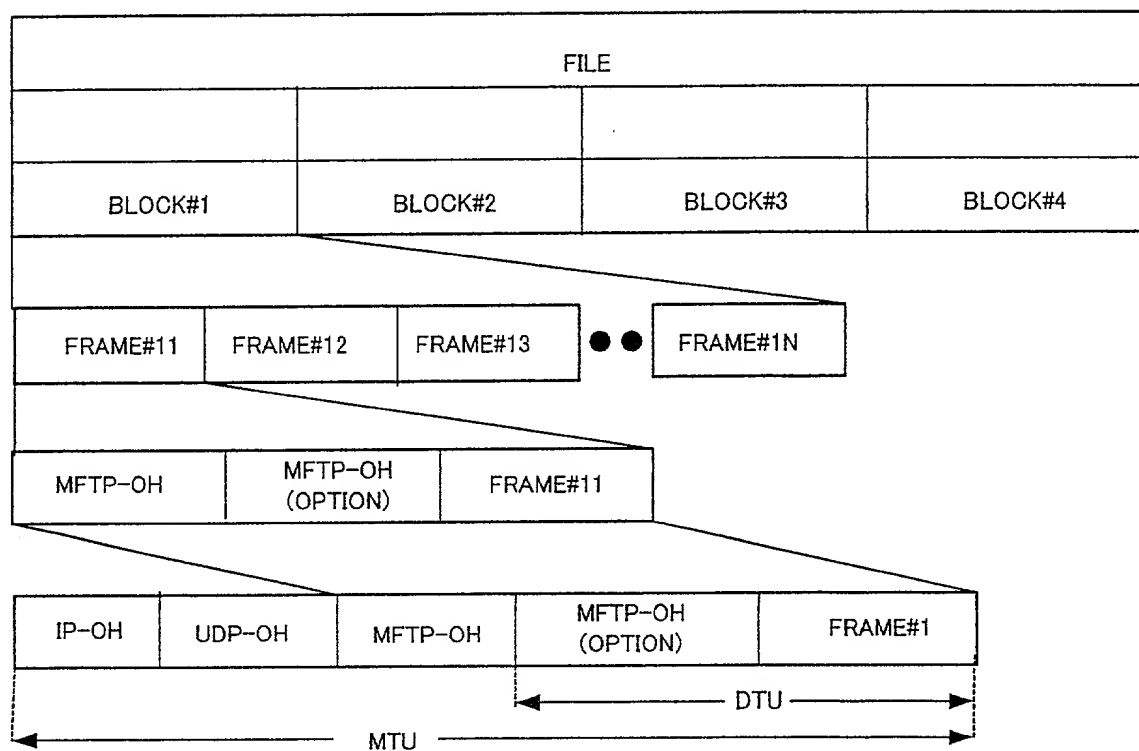 FILE
BLOCK#1 BLOCK#2 BLOCK#3 BLOCK#4
FRAME#11 FRAME#12 FRAME#13 ●● FRAME#1N
MFTP-OH MFTP-OH (OPTION) FRAME#11
IP-OH UDP-OH MFTP-OH MFTP-OH (OPTION) FRAME#1
DTU
MTU